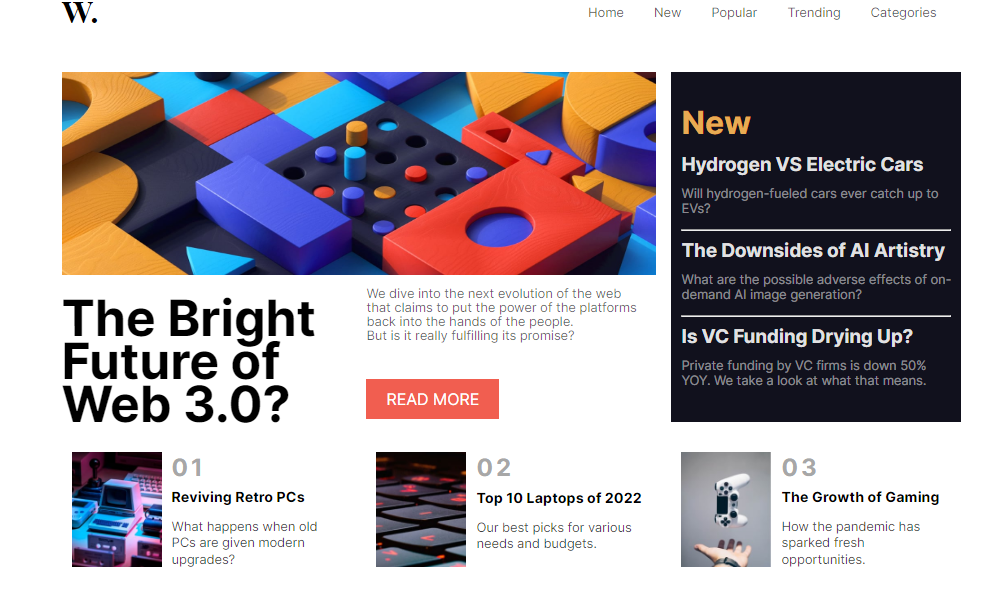 W.
Home New Popular Trending Categories
The Bright
Future of
Web 3.0?
We dive into the next evolution of the web
that claims to put the power of the platforms
back into the hands of the people.
But is it really fulfilling its promise?
READ MORE
New
Hydrogen VS Electric Cars
Will hydrogen-fueled cars ever catch up to
EVs?
The Downsides of AI Artistry
What are the possible adverse effects of on-
demand AI image generation?
Is VC Funding Drying Up?
Private funding by VC firms is down 50%
YOY. We take a look at what that means.
01
Reviving Retro PCs
What happens when old
PCs are given modern
upgrades?
02
Top 10 Laptops of 2022
Our best picks for various
needs and budgets.
03
The Growth of Gaming
How the pandemic has
sparked fresh
opportunities.